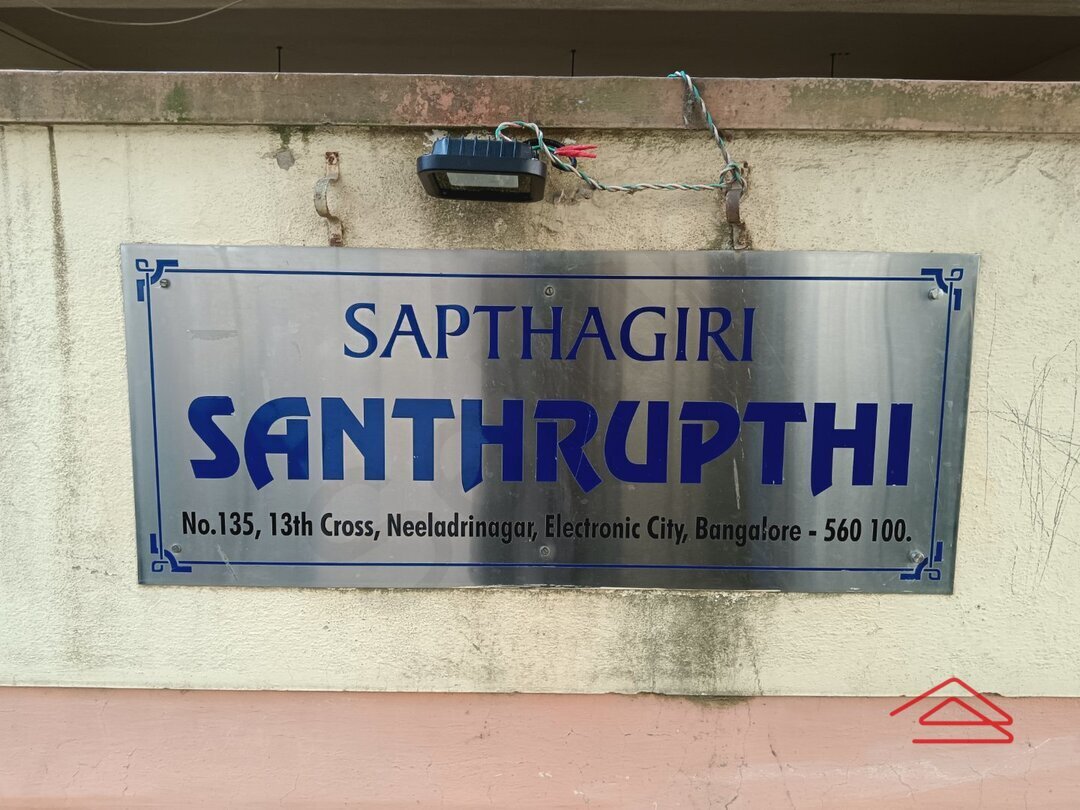 SAPTHAGIRI
SANTHRUPTHI
No.135, 13th Cross, Neeladrinagar, Electronic City, Bangalore - 560 100.